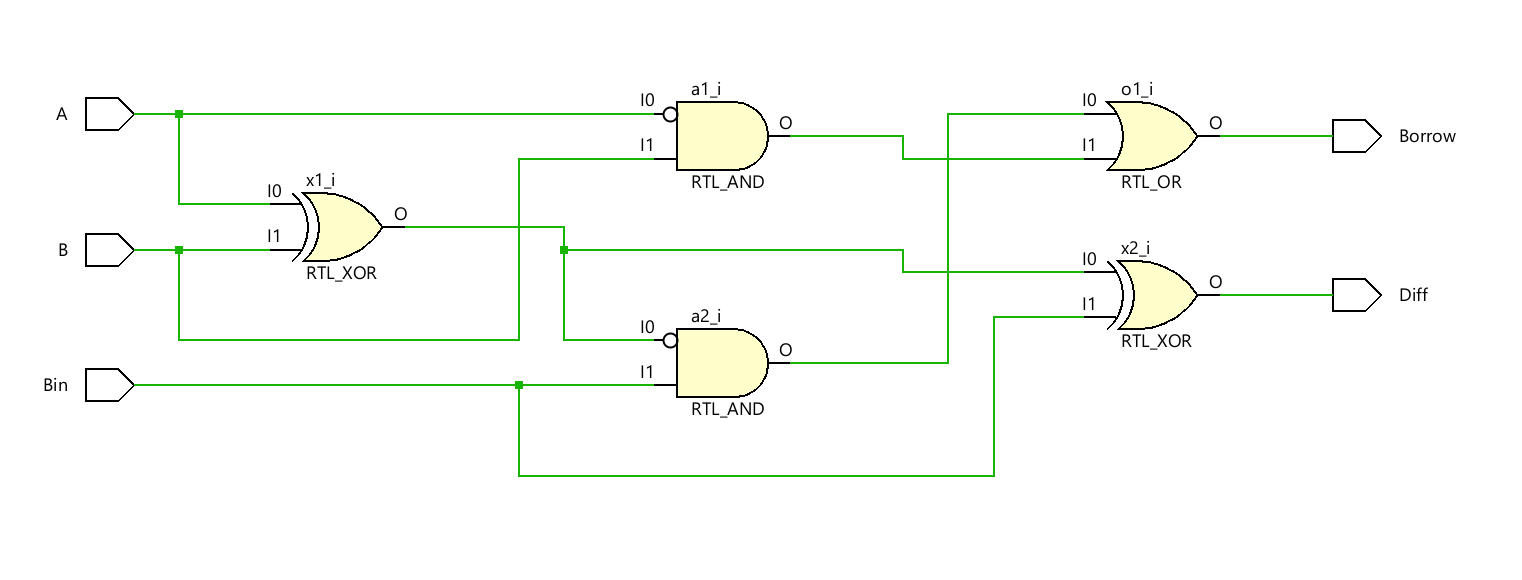 a1_i
o1_i
I0
I0
A
O
O
Borrow
I1
I1
x1_i
RTL_AND
RTL_OR
I0
O
I1
B
x2_i
I0
RTL_XOR
O
Diff
I1
a2_i
I0
RTL_XOR
O
I1
Bin
RTL_AND